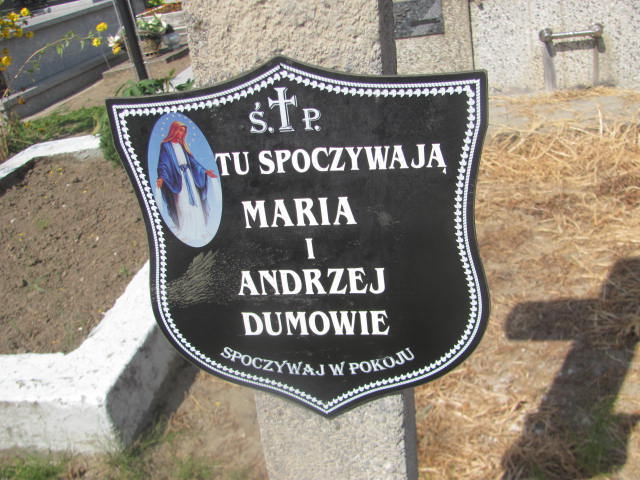 Ś. P.
TU SPOCZYWAJĄ
MARIA
I
ANDRZEJ
DUMOWIE
SPOCZYWAJ W POKOJU